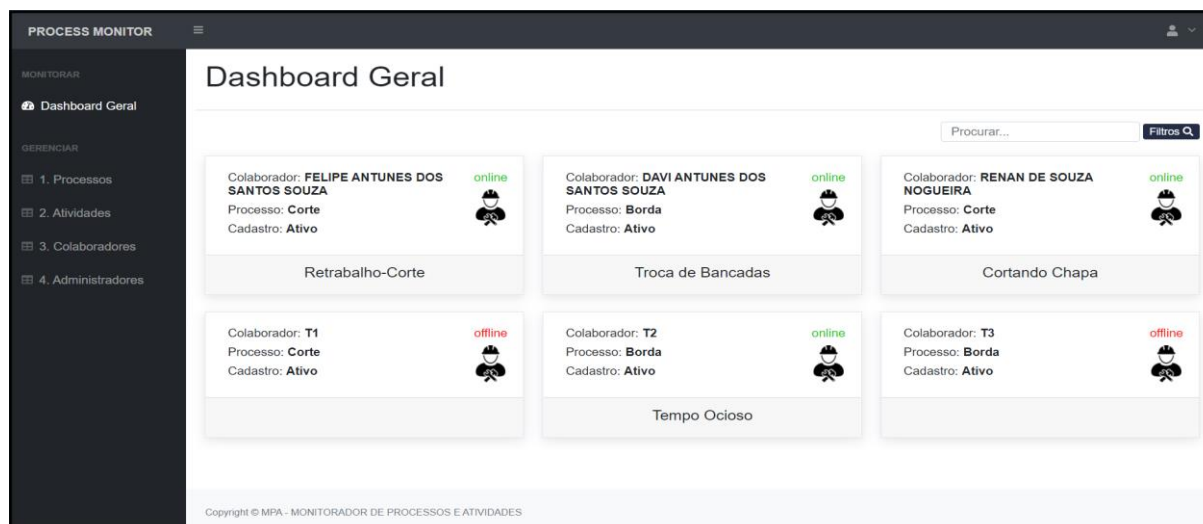 PROCESS MONITOR
MONITORAR
Dashboard Geral
GERENCIAR
1. Processos
2. Atividades
3. Colaboradores
4. Administradores
Dashboard Geral
Procurar...
Filtros
Colaborador: FELIPE ANTUNES DOS
SANTOS SOUZA
online
Processo: Corte
Cadastro: Ativo
Retrabalho-Corte
Colaborador: DAVI ANTUNES DOS
SANTOS SOUZA
online
Processo: Borda
Cadastro: Ativo
Troca de Bancadas
Colaborador: RENAN DE SOUZA
NOGUEIRA
online
Processo: Corte
Cadastro: Ativo
Cortando Chapa
Colaborador: T1
offline
Processo: Corte
Cadastro: Ativo
Colaborador: T2
online
Processo: Borda
Cadastro: Ativo
Tempo Ocioso
Colaborador: T3
offline
Processo: Borda
Cadastro: Ativo
Copyright © MPA - MONITORADOR DE PROCESSOS E ATIVIDADES